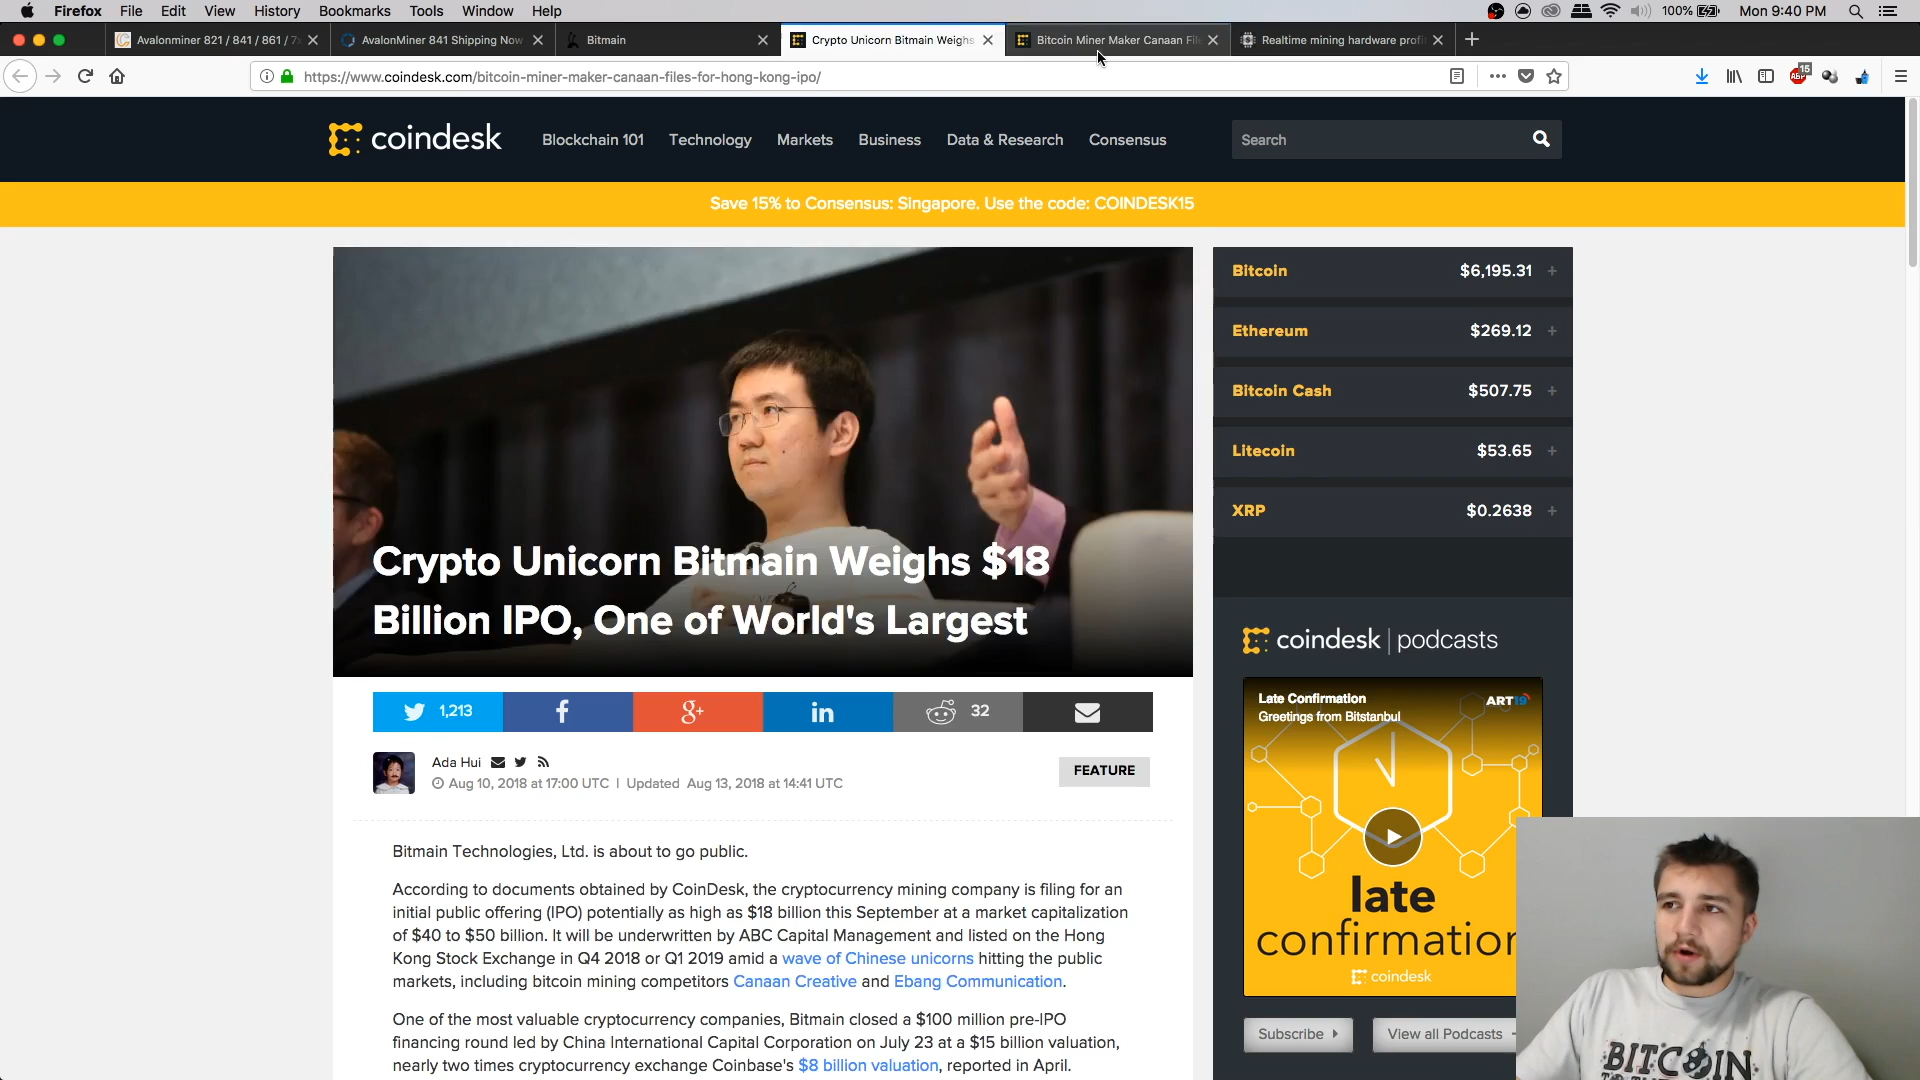 Firefox File Edit View History Bookmarks Tools Window Help 100% Mon 9:40 PM
Avalonminer 821 / 841 / 861 / 7
AvalonMiner 841 Shipping Now
Bitmain
Crypto Unicorn Bitmain Weighs
Bitcoin Miner Maker Canaan File
Realtime mining hardware profi
https://www.coindesk.com/bitcoin-miner-maker-canaan-files-for-hong-kong-ipo/
15
ABP
coindesk
Blockchain 101 Technology Markets Business Data & Research Consensus
Search
Save 15% to Consensus: Singapore. Use the code: COINDESK15
Crypto Unicorn Bitmain Weighs $18
Billion IPO, One of World's Largest
1,213
f
g+
in
32
Ada Hui
Aug 10, 2018 at 17:00 UTC | Updated Aug 13, 2018 at 14:41 UTC
FEATURE
Bitmain Technologies, Ltd. is about to go public.
According to documents obtained by CoinDesk, the cryptocurrency mining company is filing for an
initial public offering (IPO) potentially as high as $18 billion this September at a market capitalization
of $40 to $50 billion. It will be underwritten by ABC Capital Management and listed on the Hong
Kong Stock Exchange in Q4 2018 or Q1 2019 amid a wave of Chinese unicorns hitting the public
markets, including bitcoin mining competitors Canaan Creative and Ebang Communication.
One of the most valuable cryptocurrency companies, Bitmain closed a $100 million pre-IPO
financing round led by China International Capital Corporation on July 23 at a $15 billion valuation,
nearly two times cryptocurrency exchange Coinbase's $8 billion valuation, reported in April.
Bitcoin $6,195.31 +
Ethereum $269.12 +
Bitcoin Cash $507.75 +
Litecoin $53.65 +
XRP $0.2638 +
coindesk | podcasts
Late Confirmation
Greetings from Bitstanbul
ART19
late
confirmation
coindesk
Subscribe
View all Podcasts
BITCOIN